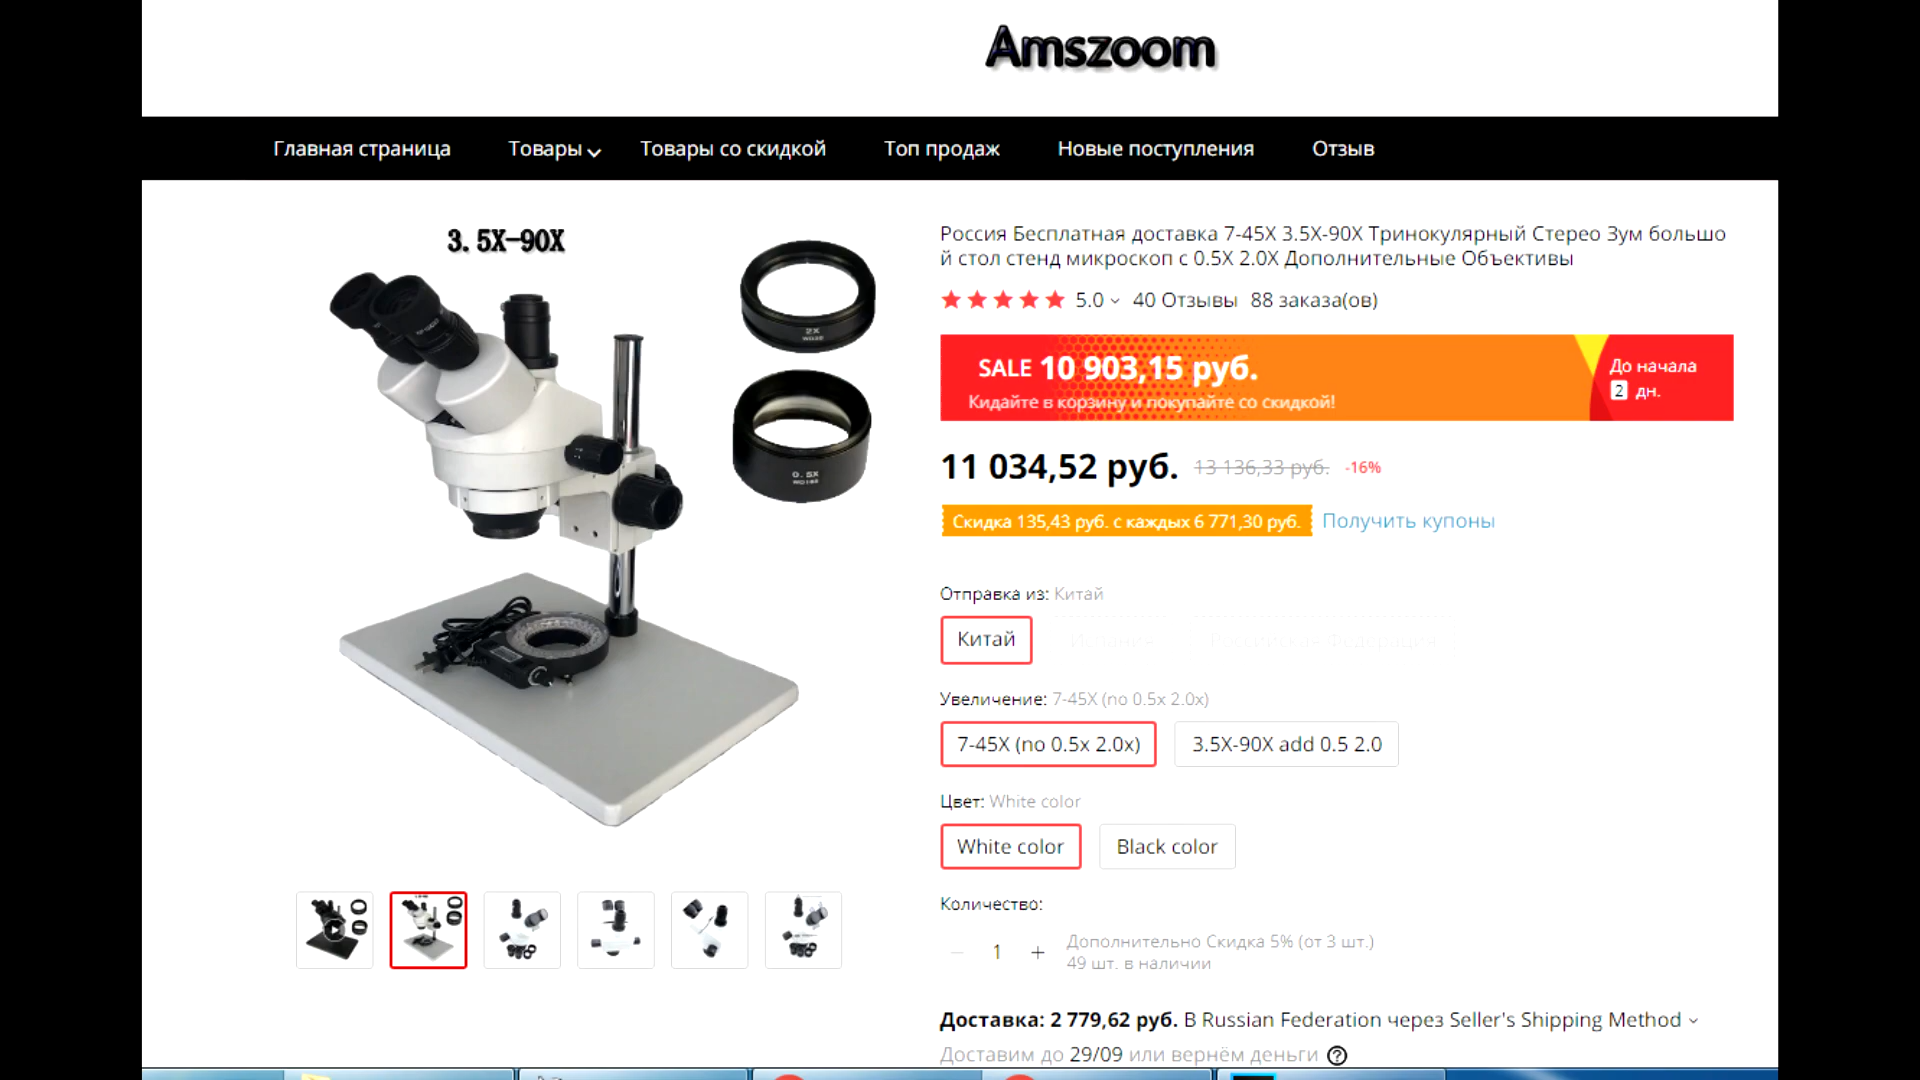 Amszoom
Главная страница
Товары
Товары со скидкой
Топ продаж
Новые поступления
Отзыв
3.5X-90X
2X
0.5X
Россия Бесплатная доставка 7-45X 3.5X-90X Тринокулярный Стерео Зум большо
й стол стенд микроскоп с 0.5X 2.0X Дополнительные Объективы
5.0 40 Отзывы 88 заказа(ов)
SALE 10 903,15 руб.
Кидайте в корзину и покупайте со скидкой!
До начала
2 дн.
11 034,52 руб. 13 136,33 руб. -16%
Скидка 135,43 руб. с каждых 6 771,30 руб. Получить купоны
Отправка из: Китай
Китай Испания Российская Федерация
Увеличение: 7-45X (no 0.5x 2.0x)
7-45X (no 0.5x 2.0x) 3.5X-90X add 0.5 2.0
Цвет: White color
White color Black color
Количество:
1 + Дополнительно Скидка 5% (от 3 шт.)
49 шт. в наличии
Доставка: 2 779,62 руб. В Russian Federation через Seller's Shipping Method
Доставим до 29/09 или вернём деньги ?